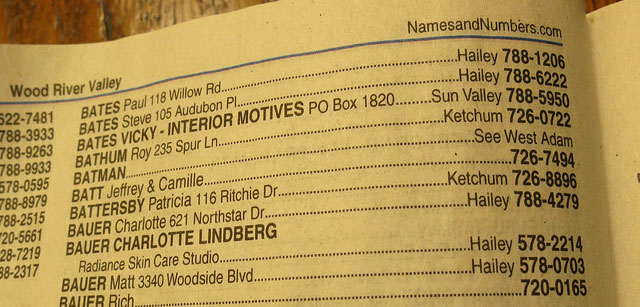 NamesandNumbers.com
Wood River Valley
622-7481
788-3933
788-9263
788-9933
578-0595
788-8979
788-2515
20-5661
28-7219
8-2317
BATES Paul 118 Willow Rd....................Hailey 788-1206
BATES Steve 105 Audubon Pl....................Hailey 788-6222
BATES VICKY - INTERIOR MOTIVES PO Box 1820.........Sun Valley 788-5950
BATHUM Roy 235 Spur Ln....................Ketchum 726-0722
BATMAN....................See West Adam
BATT Jeffrey & Camille....................726-7494
BATTERSBY Patricia 116 Ritchie Dr....................Ketchum 726-8896
BAUER Charlotte 621 Northstar Dr....................Hailey 788-4279
BAUER CHARLOTTE LINDBERG
Radiance Skin Care Studio....................Hailey 578-2214
BAUER Matt 3340 Woodside Blvd....................Hailey 578-0703
BAUER Rich....................720-0165